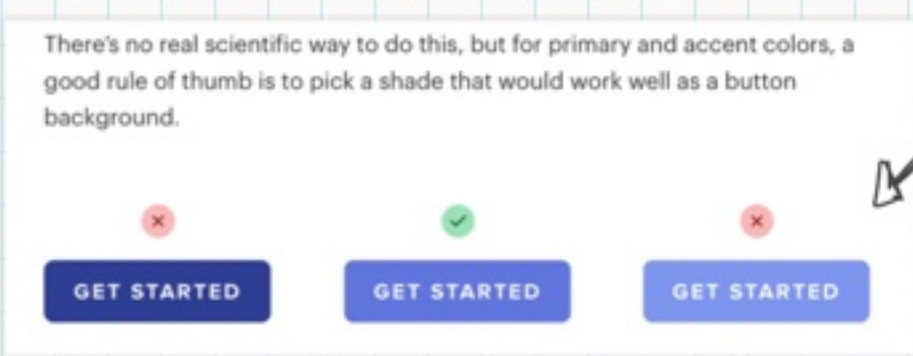 There's no real scientific way to do this, but for primary and accent colors, a
good rule of thumb is to pick a shade that would work well as a button
background.
GET STARTED
GET STARTED
GET STARTED